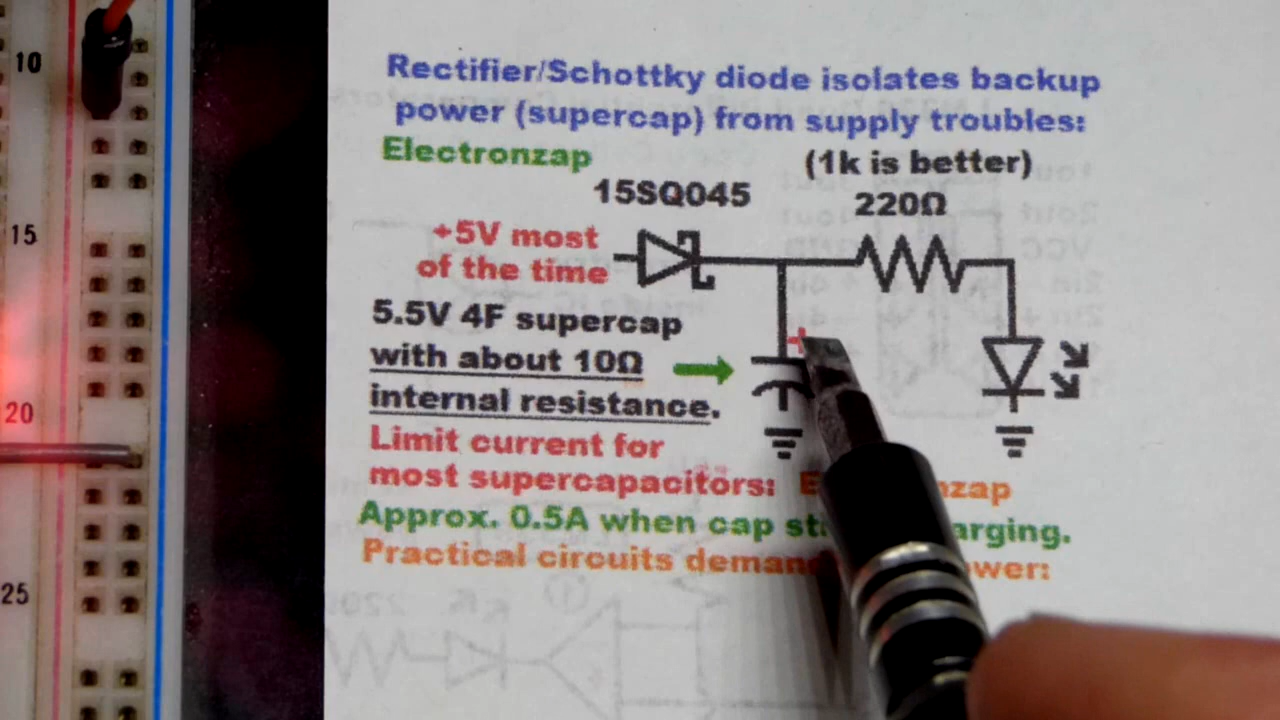 10
15
20
25
Rectifier/Schottky diode isolates backup
power (supercap) from supply troubles:
Electronzap
(1k is better)
15SQ045
220Ω
+5V most
of the time
5.5V 4F supercap
with about 10Ω
internal resistance.
+
Limit current for
most supercapacitors:
Approx. 0.5A when cap
Practical circuits